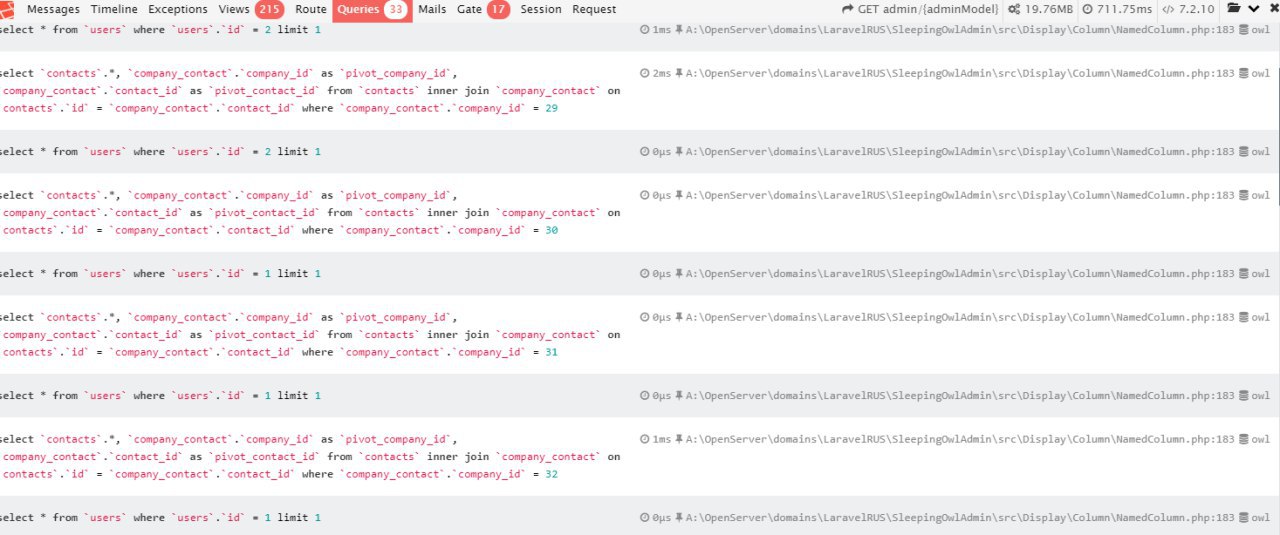 Messages Timeline Exceptions Views 215 Route Queries 33 Mails Gate 17 Session Request GET admin/{adminModel} 19.76MB 711.75ms </> 7.2.10
select * from `users` where `users`.`id` = 2 limit 1 1ms A:\OpenServer\domains\LaravelRUS\SleepingOwlAdmin\src\Display\Column\NamedColumn.php:183 owl
select `contacts`.*, `company_contact`.`company_id` as `pivot_company_id`, 2ms A:\OpenServer\domains\LaravelRUS\SleepingOwlAdmin\src\Display\Column\NamedColumn.php:183 owl
company_contact`.`contact_id` as `pivot_contact_id` from `contacts` inner join `company_contact` on
contacts`.`id` = `company_contact`.`contact_id` where `company_contact`.`company_id` = 29
select * from `users` where `users`.`id` = 2 limit 1 0μs A:\OpenServer\domains\LaravelRUS\SleepingOwlAdmin\src\Display\Column\NamedColumn.php:183 owl
select `contacts`.*, `company_contact`.`company_id` as `pivot_company_id`, 0μs A:\OpenServer\domains\LaravelRUS\SleepingOwlAdmin\src\Display\Column\NamedColumn.php:183 owl
company_contact`.`contact_id` as `pivot_contact_id` from `contacts` inner join `company_contact` on
contacts`.`id` = `company_contact`.`contact_id` where `company_contact`.`company_id` = 30
select * from `users` where `users`.`id` = 1 limit 1 0μs A:\OpenServer\domains\LaravelRUS\SleepingOwlAdmin\src\Display\Column\NamedColumn.php:183 owl
select `contacts`.*, `company_contact`.`company_id` as `pivot_company_id`, 0μs A:\OpenServer\domains\LaravelRUS\SleepingOwlAdmin\src\Display\Column\NamedColumn.php:183 owl
company_contact`.`contact_id` as `pivot_contact_id` from `contacts` inner join `company_contact` on
contacts`.`id` = `company_contact`.`contact_id` where `company_contact`.`company_id` = 31
select * from `users` where `users`.`id` = 1 limit 1 0μs A:\OpenServer\domains\LaravelRUS\SleepingOwlAdmin\src\Display\Column\NamedColumn.php:183 owl
select `contacts`.*, `company_contact`.`company_id` as `pivot_company_id`, 1ms A:\OpenServer\domains\LaravelRUS\SleepingOwlAdmin\src\Display\Column\NamedColumn.php:183 owl
company_contact`.`contact_id` as `pivot_contact_id` from `contacts` inner join `company_contact` on
contacts`.`id` = `company_contact`.`contact_id` where `company_contact`.`company_id` = 32
select * from `users` where `users`.`id` = 1 limit 1 0μs A:\OpenServer\domains\LaravelRUS\SleepingOwlAdmin\src\Display\Column\NamedColumn.php:183 owl